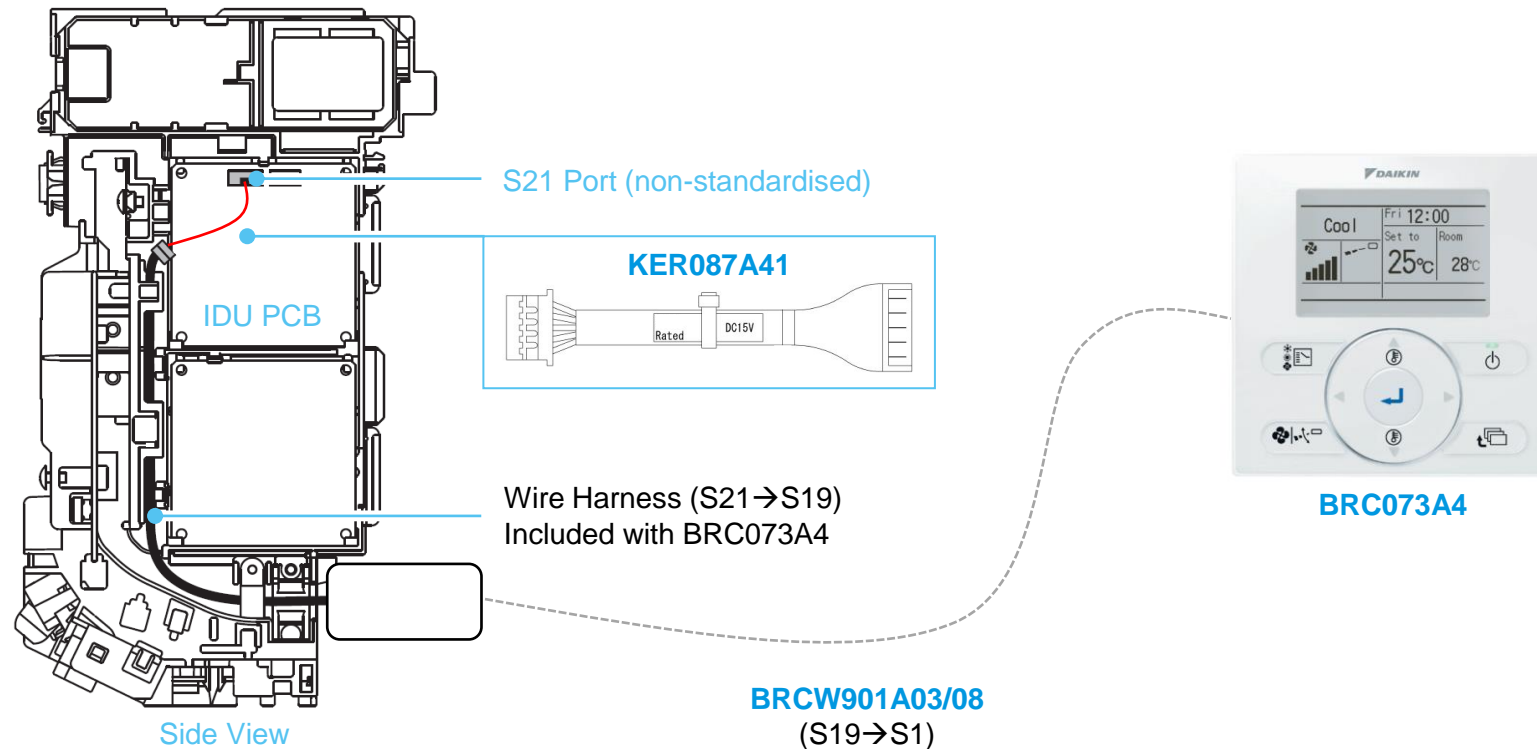 S21 Port (non-standardised)
KER087A41
Rated
DC15V
IDU PCB
Wire Harness (S21→S19)
Included with BRC073A4
Side View
BRCW901A03/08
(S19→S1)
DAIKIN
Cool
Fri 12:00
Set to
Room
25°C
28°C
BRC073A4